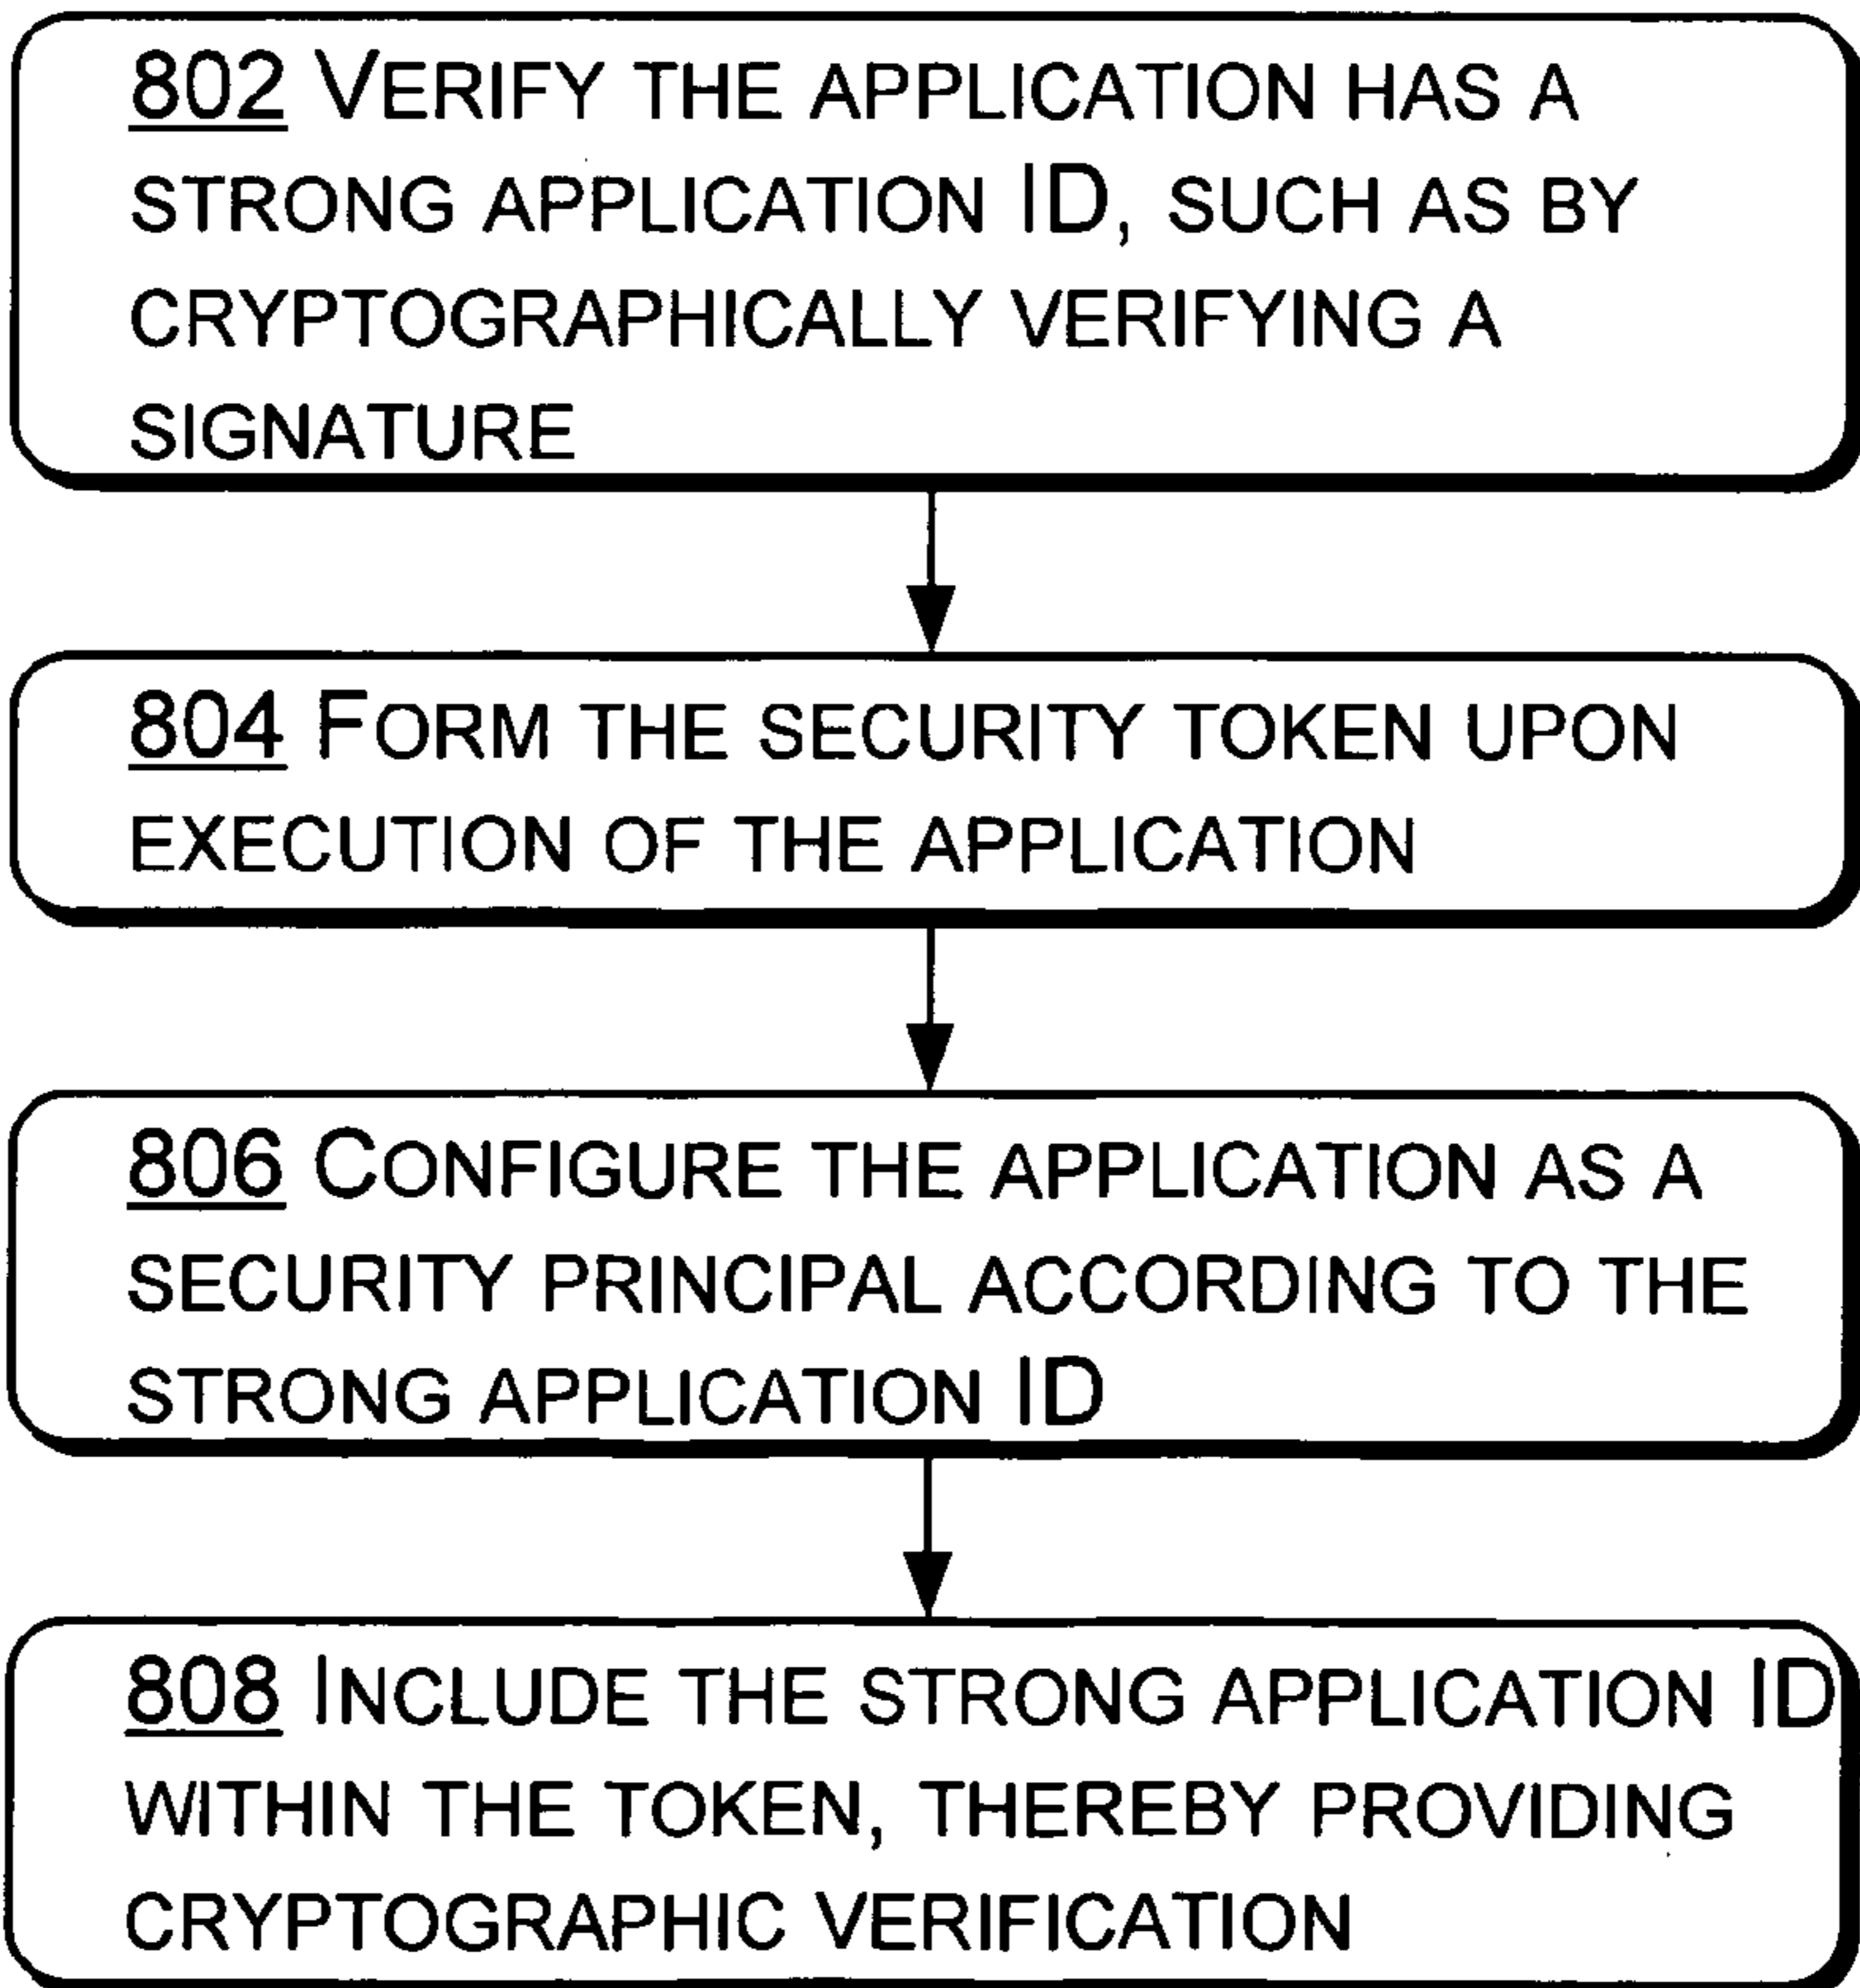 802 VERIFY THE APPLICATION HAS A
STRONG APPLICATION ID, SUCH AS BY
CRYPTOGRAPHICALLY VERIFYING A
SIGNATURE
804 FORM THE SECURITY TOKEN UPON
EXECUTION OF THE APPLICATION
806 CONFIGURE THE APPLICATION AS A
SECURITY PRINCIPAL ACCORDING TO THE
STRONG APPLICATION ID
808 INCLUDE THE STRONG APPLICATION ID
WITHIN THE TOKEN, THEREBY PROVIDING
CRYPTOGRAPHIC VERIFICATION